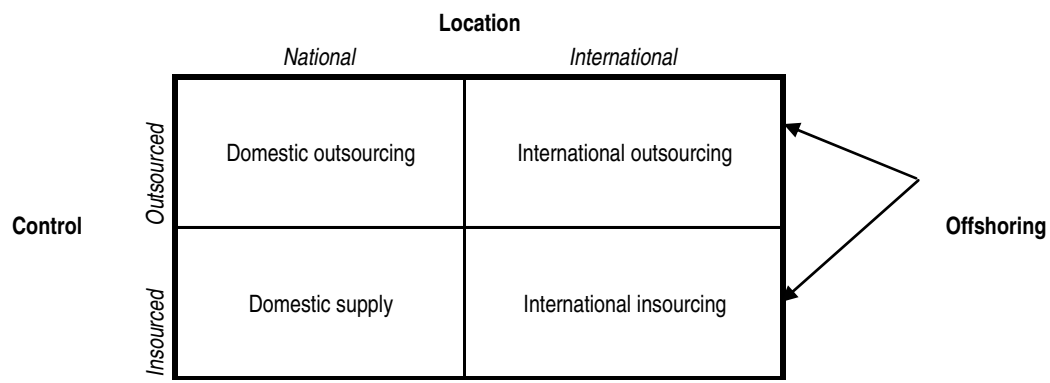 Location
National International
Outsourced
Domestic outsourcing International outsourcing
Control
Offshoring
Insourced
Domestic supply International insourcing